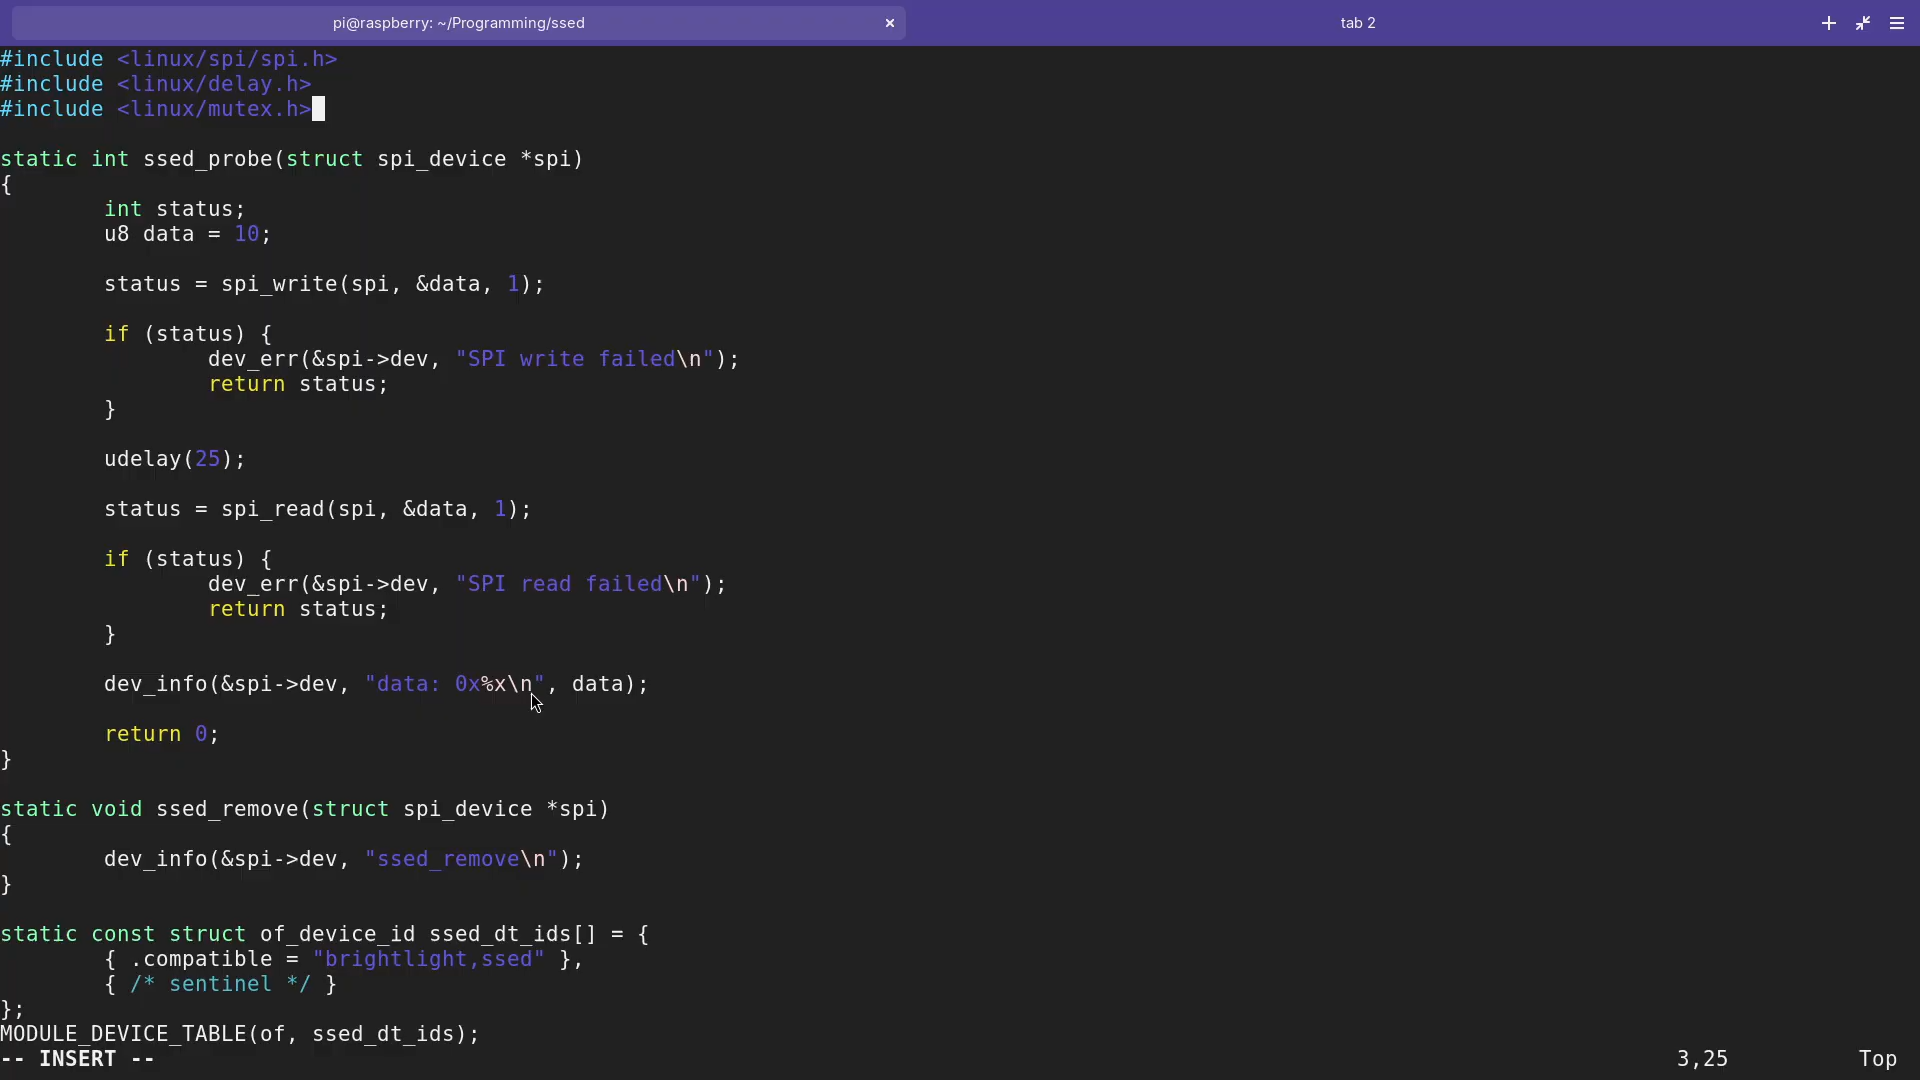 pi@raspberry: ~/Programming/ssed × tab 2
#include <linux/spi/spi.h>
#include <linux/delay.h>
#include <linux/mutex.h>
static int ssed_probe(struct spi_device *spi)
{
        int status;
        u8 data = 10;
        status = spi_write(spi, &data, 1);
        if (status) {
                dev_err(&spi->dev, "SPI write failed\n");
                return status;
        }
        udelay(25);
        status = spi_read(spi, &data, 1);
        if (status) {
                dev_err(&spi->dev, "SPI read failed\n");
                return status;
        }
        dev_info(&spi->dev, "data: 0x%x\n", data);
        return 0;
}
static void ssed_remove(struct spi_device *spi)
{
        dev_info(&spi->dev, "ssed_remove\n");
}
static const struct of_device_id ssed_dt_ids[] = {
        { .compatible = "brightlight,ssed" },
        { /* sentinel */ }
};
MODULE_DEVICE_TABLE(of, ssed_dt_ids);
-- INSERT -- 3,25 Top